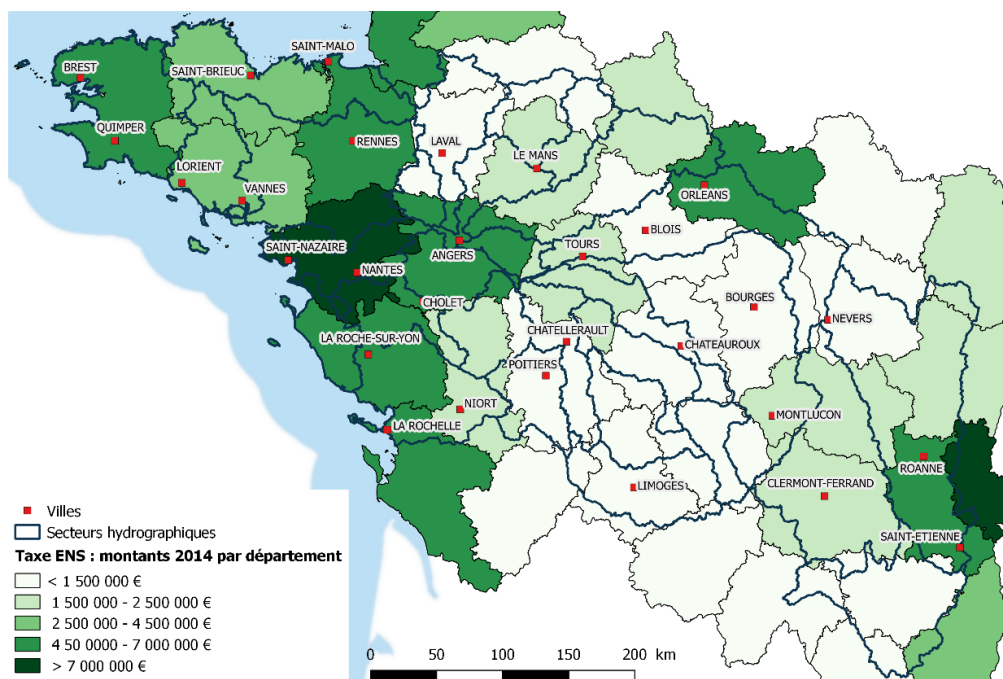 SAINT-MALO
BREST
SAINT-BRIEUC
QUIMPER
RENNES
LAVAL
LE MANS
LORIENT
VANNES
ORLEANS
BLOIS
SAINT-NAZAIRE
NANTES
ANGERS
TOURS
CHOLET
BOURGES
NEVERS
LA ROCHE-SUR-YON
CHATELLERAULT
CHATEAUROUX
POITIERS
NIORT
MONTLUCON
LA ROCHELLE
ROANNE
LIMOGES
CLERMONT-FERRAND
SAINT-ETIENNE
Villes
Secteurs hydrographiques
Taxe ENS : montants 2014 par département
< 1 500 000 €
1 500 000 - 2 500 000 €
2 500 000 - 4 500 000 €
4 50 0000 - 7 000 000 €
> 7 000 000 €
0 50 100 150 200 km